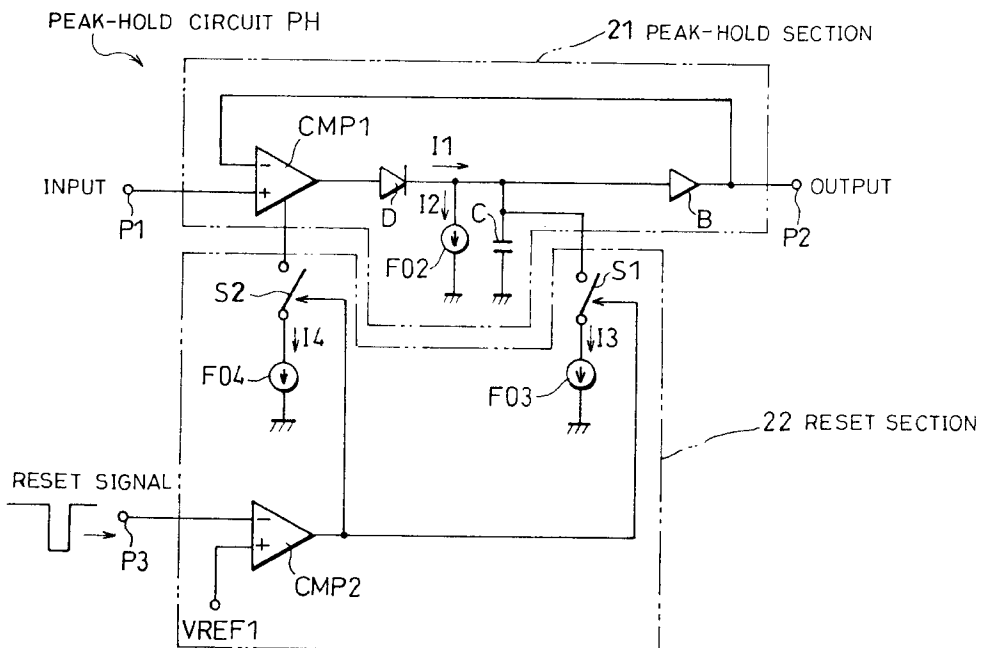 PEAK-HOLD CIRCUIT PH
21 PEAK-HOLD SECTION
CMP1
−
+
INPUT
P1
D
I1
I2
F02
C
B
OUTPUT
P2
S2
S1
I4
F04
I3
F03
22 RESET SECTION
RESET SIGNAL
P3
−
+
CMP2
VREF1